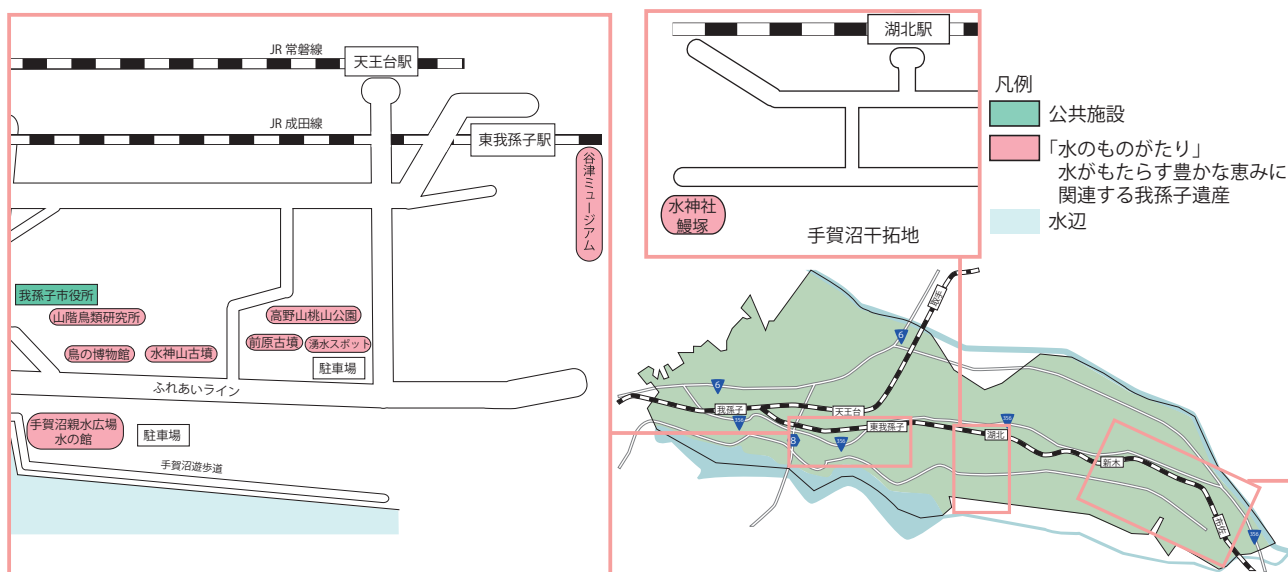 JR 常磐線
天王台駅
JR 成田線
東我孫子駅
谷津ミュージアム
我孫子市役所
山階鳥類研究所
鳥の博物館
水神山古墳
高野山桃山公園
前原古墳
湧水スポット
駐車場
ふれあいライン
手賀沼親水広場
水の館
駐車場
手賀沼遊歩道
湖北駅
水神社
鰻塚
手賀沼干拓地
凡例
公共施設
「水のものがたり」
水がもたらす豊かな恵みに
関連する我孫子遺産
水辺
取手
6
6
我孫子
天王台
356
8
356
東我孫子
湖北
356
新木
布佐
356